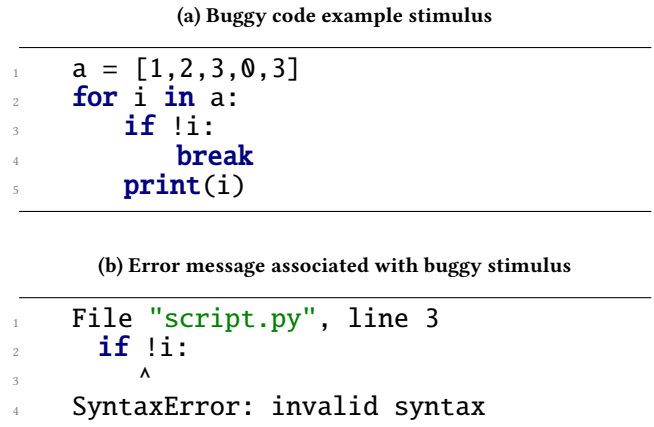 (a) Buggy code example stimulus
1 a = [1,2,3,0,3]
2 for i in a:
3     if !i:
4         break
5     print(i)
(b) Error message associated with buggy stimulus
1 File "script.py", line 3
2   if !i:
3      ^
4 SyntaxError: invalid syntax